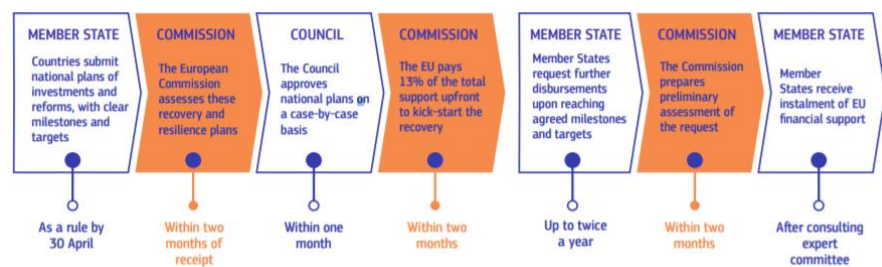 MEMBER STATE
Countries submit
national plans of
investments and
reforms, with clear
milestones and
targets
As a rule by
30 April
COMMISSION
The European
Commission
assesses these
recovery and
resilience plans
Within two
months of
receipt
COUNCIL
The Council
approves
national plans on
a case-by-case
basis
Within one
month
COMMISSION
The EU pays
13% of the total
support upfront
to kick-start the
recovery
Within two
months
MEMBER STATE
Member States
request further
disbursements
upon reaching
agreed milestones
and targets
Up to twice
a year
COMMISSION
The Commission
prepares
preliminary
assessment of
the request
Within two
months
MEMBER STATE
Member
States receive
instalment of EU
financial support
After consulting
expert
committee